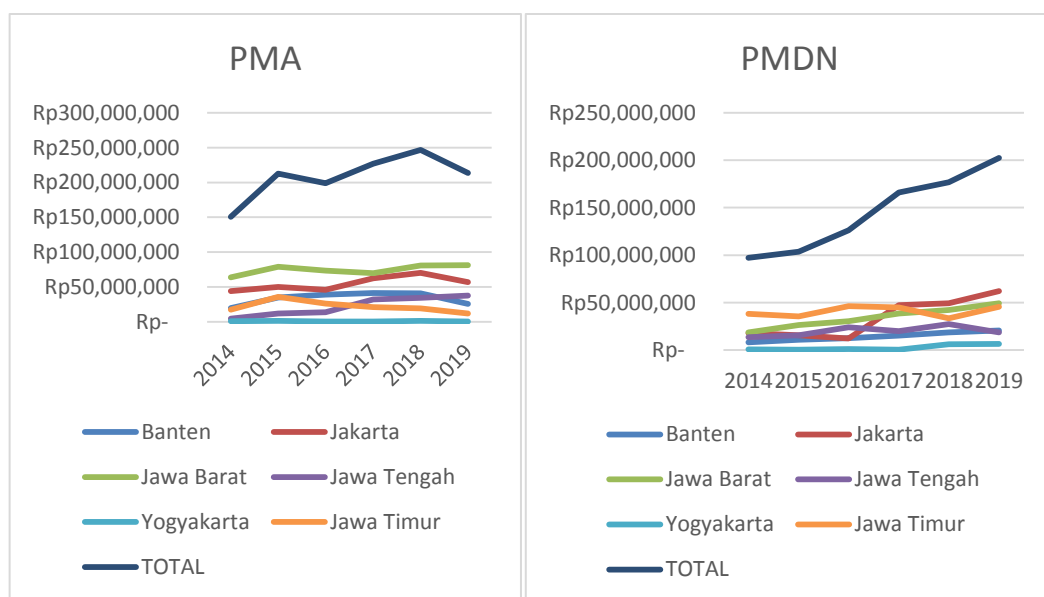 PMA
Rp300,000,000
Rp250,000,000
Rp200,000,000
Rp150,000,000
Rp100,000,000
Rp50,000,000
Rp-
2014 2015 2016 2017 2018 2019
Banten Jakarta
Jawa Barat Jawa Tengah
Yogyakarta Jawa Timur
TOTAL
PMDN
Rp250,000,000
Rp200,000,000
Rp150,000,000
Rp100,000,000
Rp50,000,000
Rp-
2014 2015 2016 2017 2018 2019
Banten Jakarta
Jawa Barat Jawa Tengah
Yogyakarta Jawa Timur
TOTAL